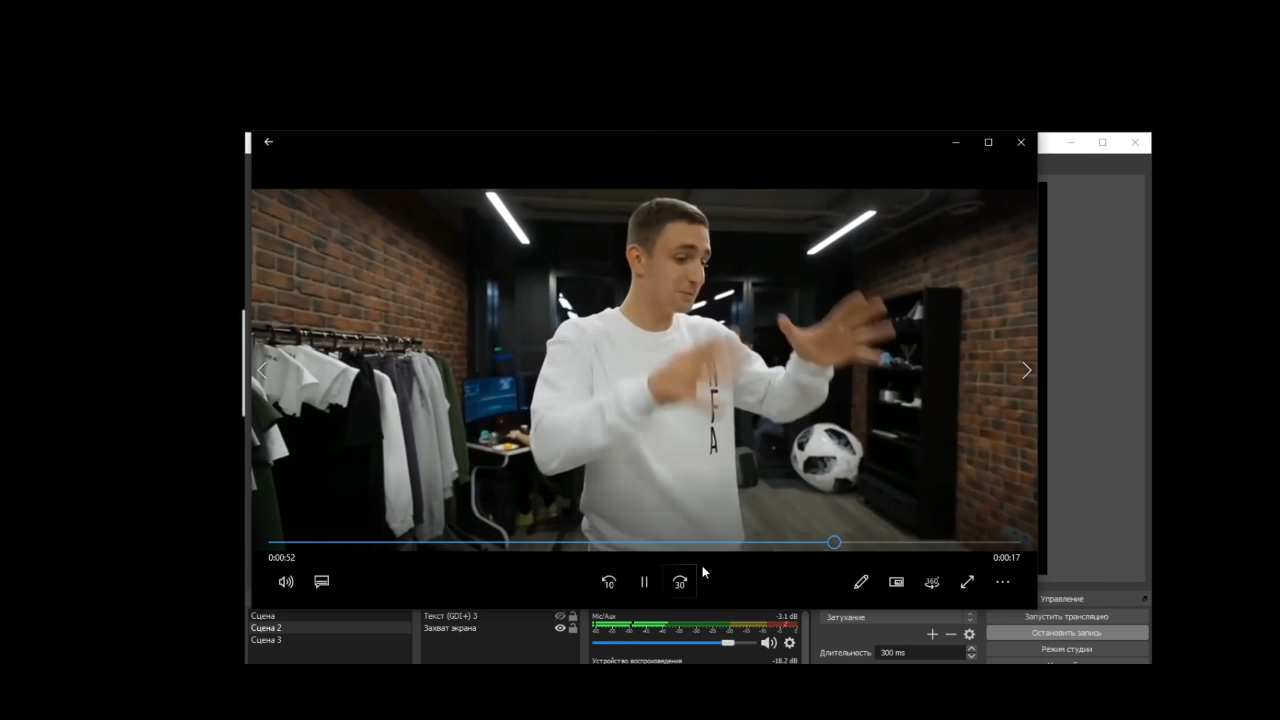 0:00:52
0:00:17
10
30
360
Сцена
Сцена 2
Сцена 3
Текст (GDI+) 3
Захват экрана
Mic/Aux
-3.1 dB
Устройство воспроизведения
-18.2 dB
Затухание
Длительность
300 ms
Управление
Запустить трансляцию
Остановить запись
Режим студии